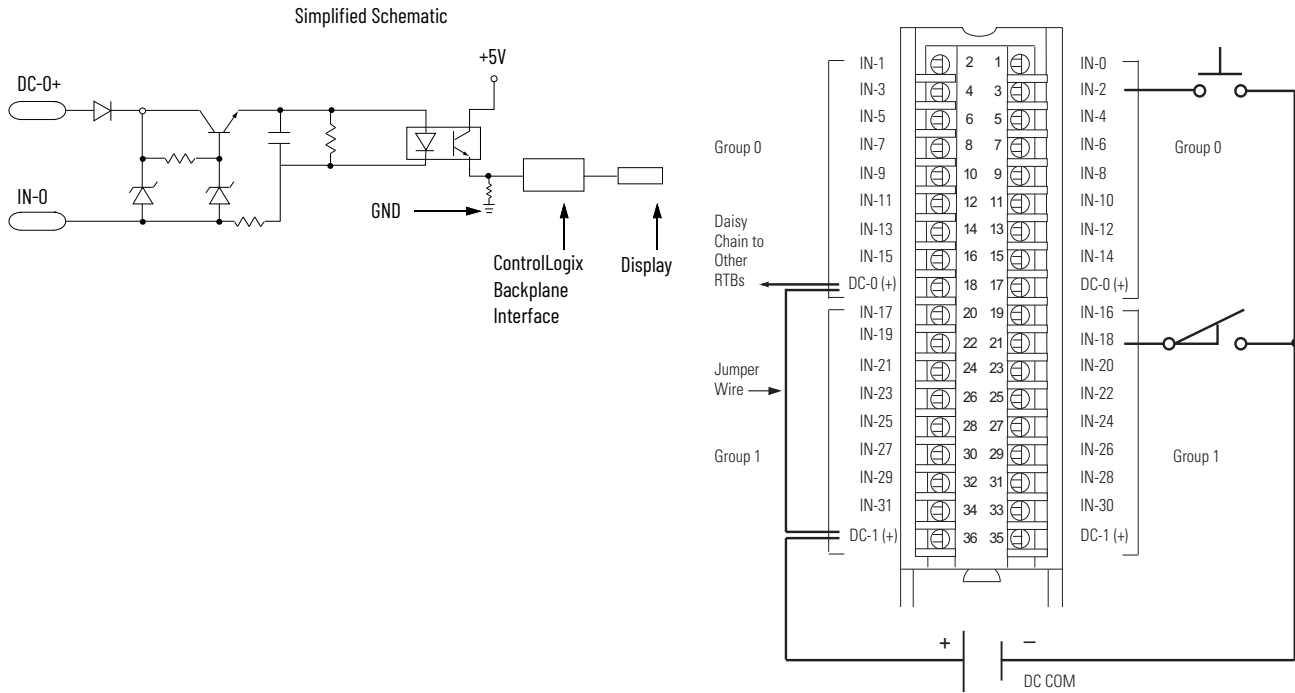 Simplified Schematic
+5V
DC-0+
IN-0
GND
ControlLogix
Backplane
Interface
Display
IN-1 2 1 IN-0
IN-3 4 3 IN-2
IN-5 6 5 IN-4
Group 0 IN-7 8 7 IN-6 Group 0
IN-9 10 9 IN-8
IN-11 12 11 IN-10
Daisy
Chain to
Other
RTBs
IN-13 14 13 IN-12
IN-15 16 15 IN-14
DC-0 (+) 18 17 DC-0 (+)
IN-17 20 19 IN-16
IN-19 22 21 IN-18
Jumper
Wire
IN-21 24 23 IN-20
IN-23 26 25 IN-22
IN-25 28 27 IN-24
Group 1 IN-27 30 29 IN-26 Group 1
IN-29 32 31 IN-28
IN-31 34 33 IN-30
DC-1 (+) 36 35 DC-1 (+)
+ –
DC COM